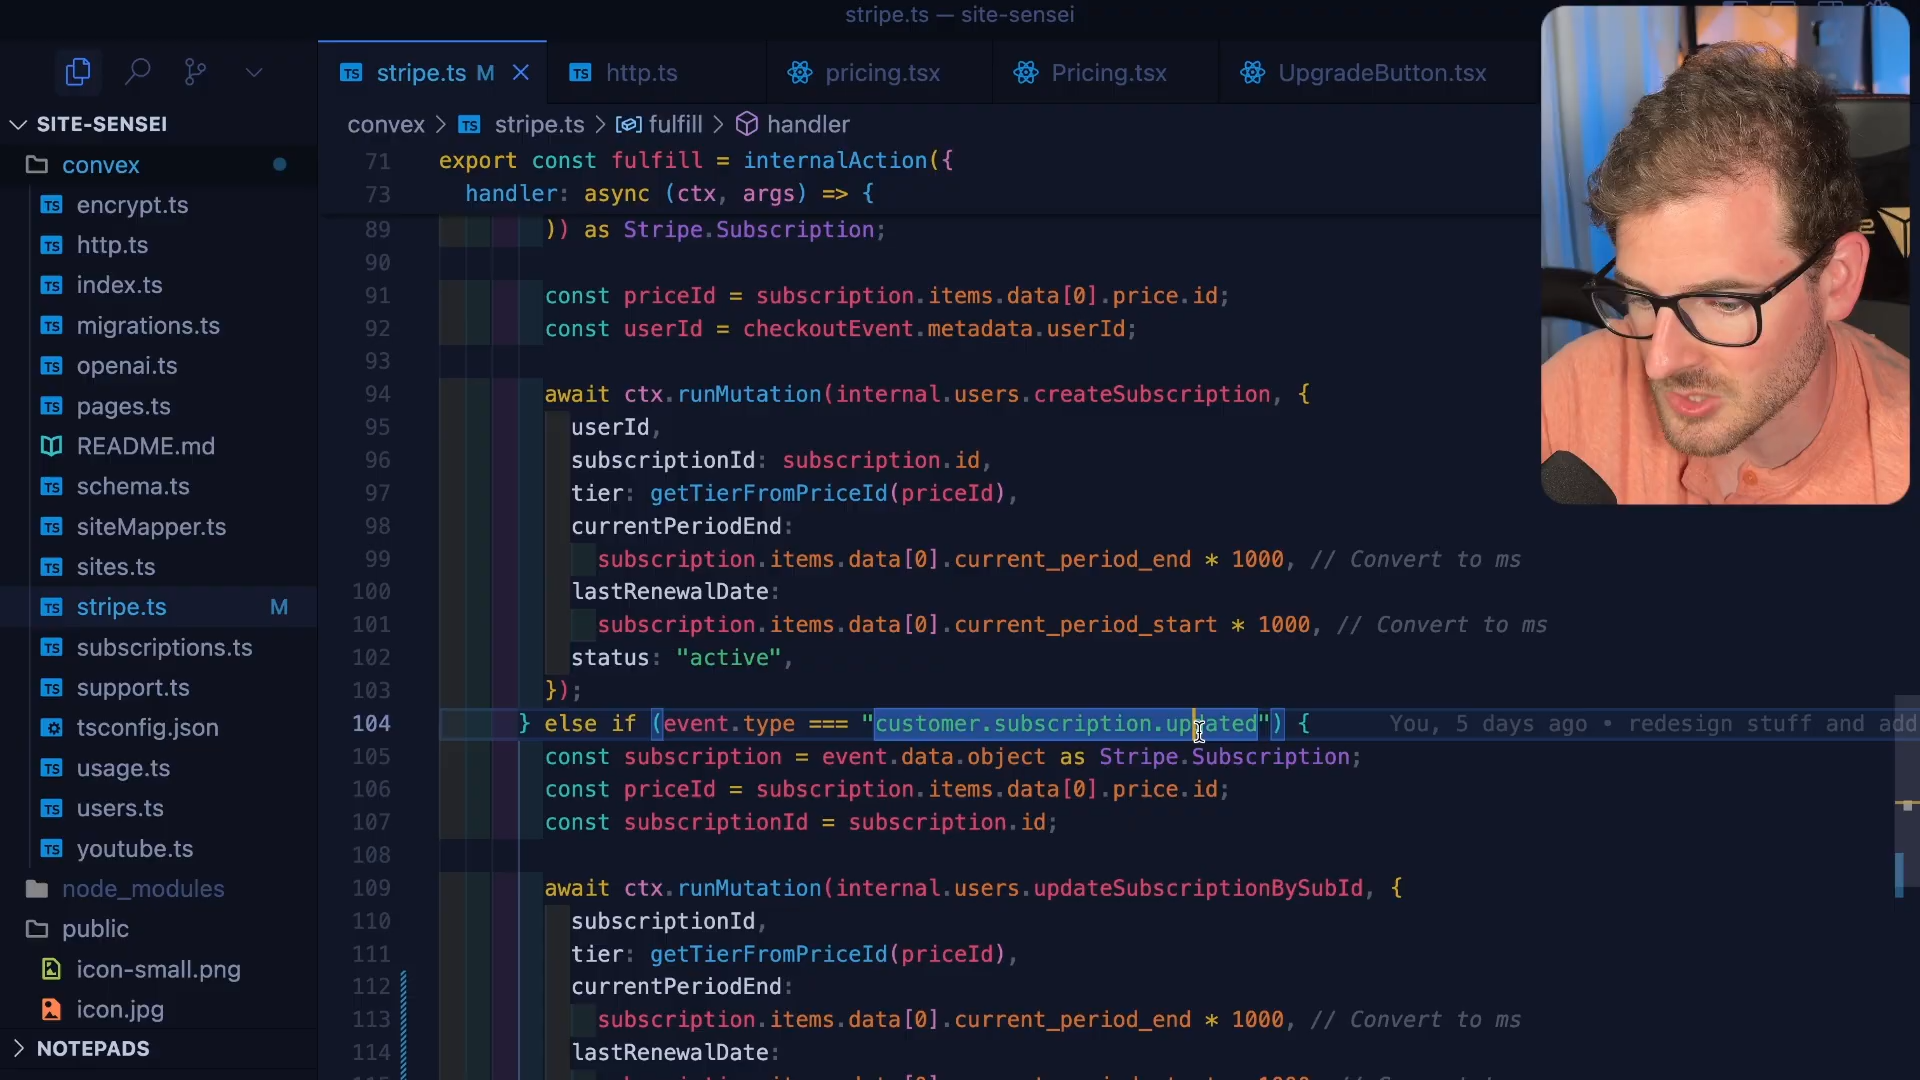 stripe.ts — site-sensei
stripe.ts M
http.ts
pricing.tsx
Pricing.tsx
UpgradeButton.tsx
SITE-SENSEI
convex
encrypt.ts
http.ts
index.ts
migrations.ts
openai.ts
pages.ts
README.md
schema.ts
siteMapper.ts
sites.ts
stripe.ts M
subscriptions.ts
support.ts
tsconfig.json
usage.ts
users.ts
youtube.ts
node_modules
public
icon-small.png
icon.jpg
NOTEPADS
convex > stripe.ts > fulfill > handler
71 export const fulfill = internalAction({
73 handler: async (ctx, args) => {
89 )) as Stripe.Subscription;
90
91 const priceId = subscription.items.data[0].price.id;
92 const userId = checkoutEvent.metadata.userId;
93
94 await ctx.runMutation(internal.users.createSubscription, {
95 userId,
96 subscriptionId: subscription.id,
97 tier: getTierFromPriceId(priceId),
98 currentPeriodEnd:
99 subscription.items.data[0].current_period_end * 1000, // Convert to ms
100 lastRenewalDate:
101 subscription.items.data[0].current_period_start * 1000, // Convert to ms
102 status: "active",
103 });
104 } else if (event.type === "customer.subscription.updated") { You, 5 days ago • redesign stuff and add
105 const subscription = event.data.object as Stripe.Subscription;
106 const priceId = subscription.items.data[0].price.id;
107 const subscriptionId = subscription.id;
108
109 await ctx.runMutation(internal.users.updateSubscriptionBySubId, {
110 subscriptionId,
111 tier: getTierFromPriceId(priceId),
112 currentPeriodEnd:
113 subscription.items.data[0].current_period_end * 1000, // Convert to ms
114 lastRenewalDate: